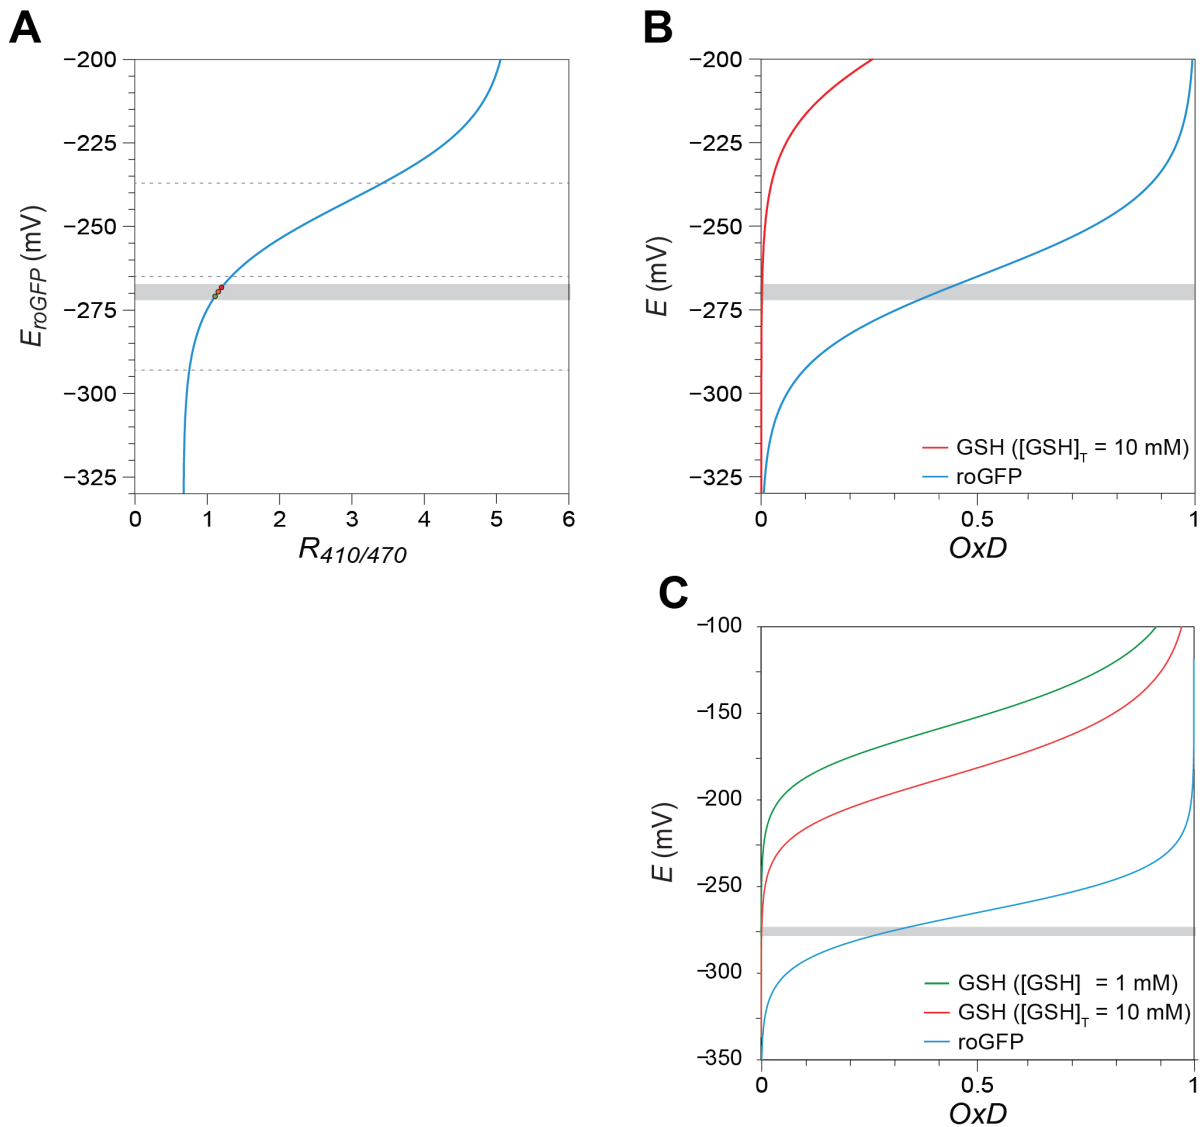 A
−200
−225
−250
−275
−300
−325
E_roGFP (mV)
0 1 2 3 4 5 6
R_410/470
B
−200
−225
−250
−275
−300
−325
E (mV)
GSH ([GSH]_T = 10 mM)
roGFP
0 0.5 1
OxD
C
−100
−150
−200
−250
−300
−350
E (mV)
GSH ([GSH] = 1 mM)
GSH ([GSH]_T = 10 mM)
roGFP
0 0.5 1
OxD